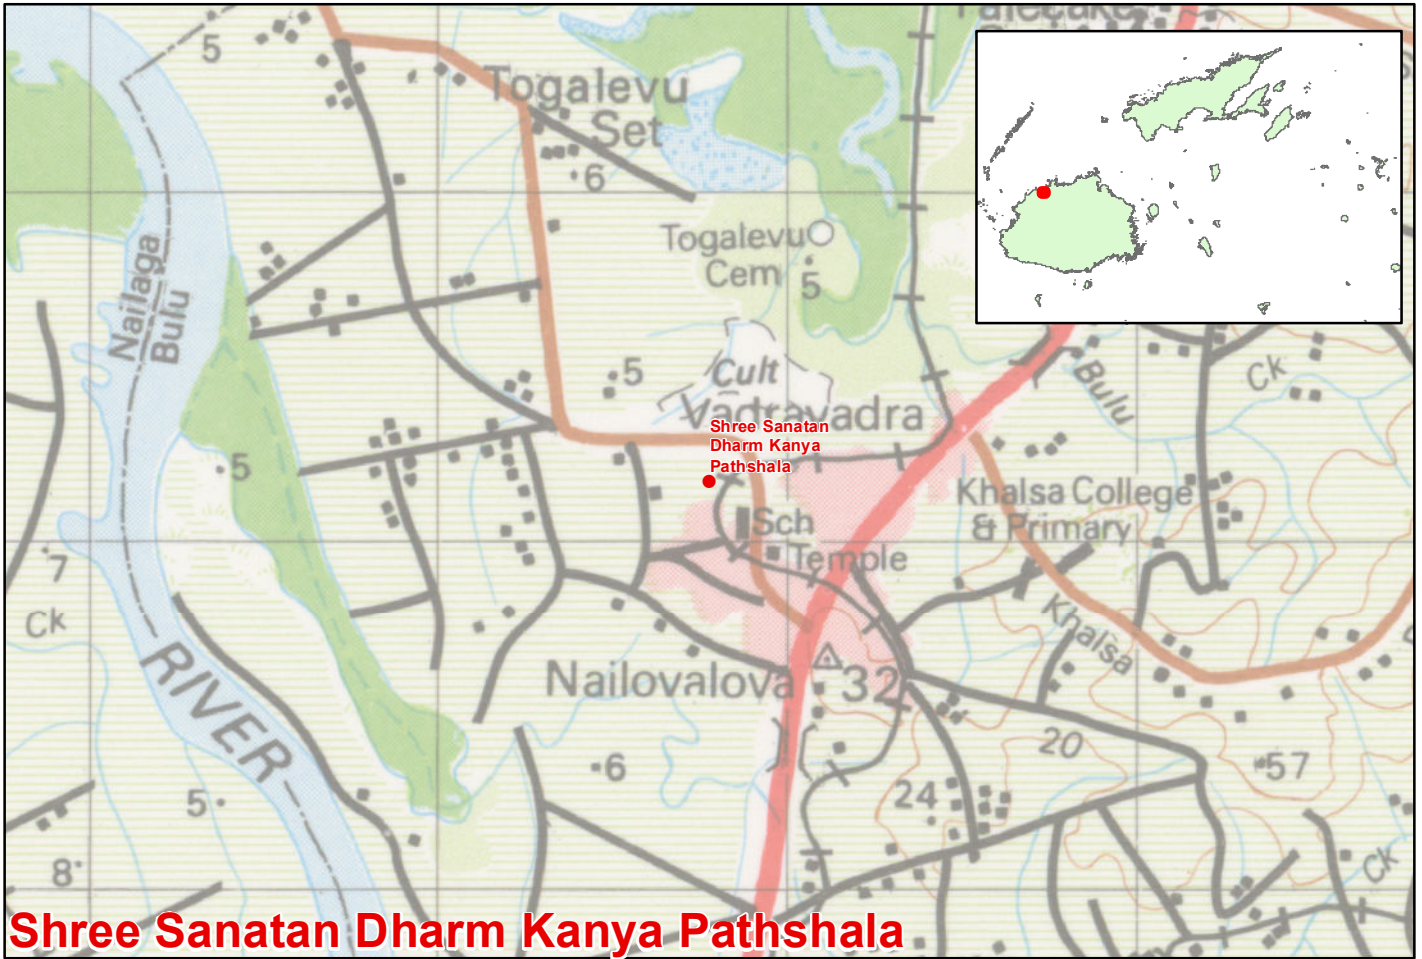 5
Togalevu
Set
6
Togalevu
Cem
5
Nailaga
Bulu
5
Cult
Vadravadra
Shree Sanatan
Dharm Kanya
Pathshala
Bulu
Ck
5
Khalsa College
& Primary
Sch
Temple
7
Ck
Khalsa
RIVER
Nailovalova
32
20
6
57
5
24
8
Ck
Shree Sanatan Dharm Kanya Pathshala